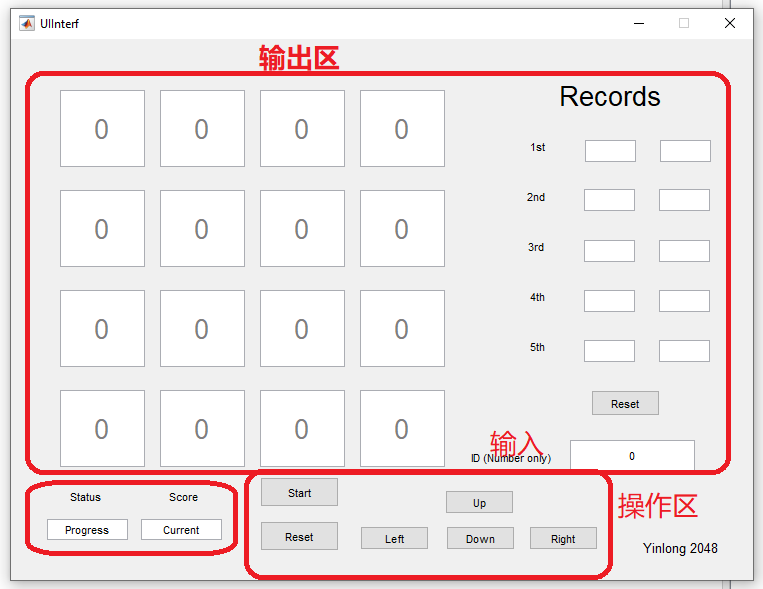 UIInterf
输出区
0 0 0 0
Records
1st
2nd
0 0 0 0
3rd
0 0 0 0
4th
5th
0 0 0 0
Reset
输入
ID (Number only) 0
Status Score
Progress Current
Start
Reset
Up
Left Down Right
操作区
Yinlong 2048